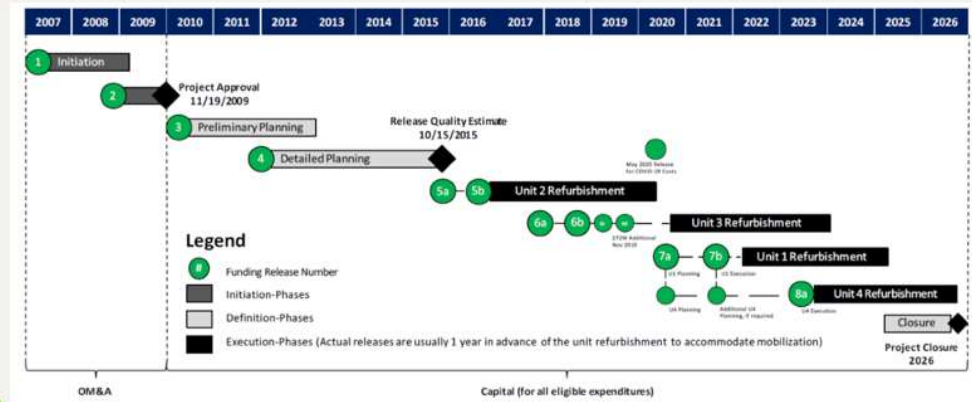 2007 2008 2009 2010 2011 2012 2013 2014 2015 2016 2017 2018 2019 2020 2021 2022 2023 2024 2025 2026
1 Initiation
2
Project Approval
11/19/2009
3 Preliminary Planning
Release Quality Estimate
10/15/2015
4 Detailed Planning
May 2020 Release
for COVID U4 Costs
5a 5b Unit 2 Refurbishment
6a 6b Unit 3 Refurbishment
Additional
Nov 2019
7a 7b Unit 1 Refurbishment
U1 Planning U1 Execution
8a Unit 4 Refurbishment
U4 Planning Additional U4 U4 Execution
Planning, if required
Closure
Project Closure
2026
Legend
# Funding Release Number
Initiation-Phases
Definition-Phases
Execution-Phases (Actual releases are usually 1 year in advance of the unit refurbishment to accommodate mobilization)
OM&A Capital (for all eligible expenditures)